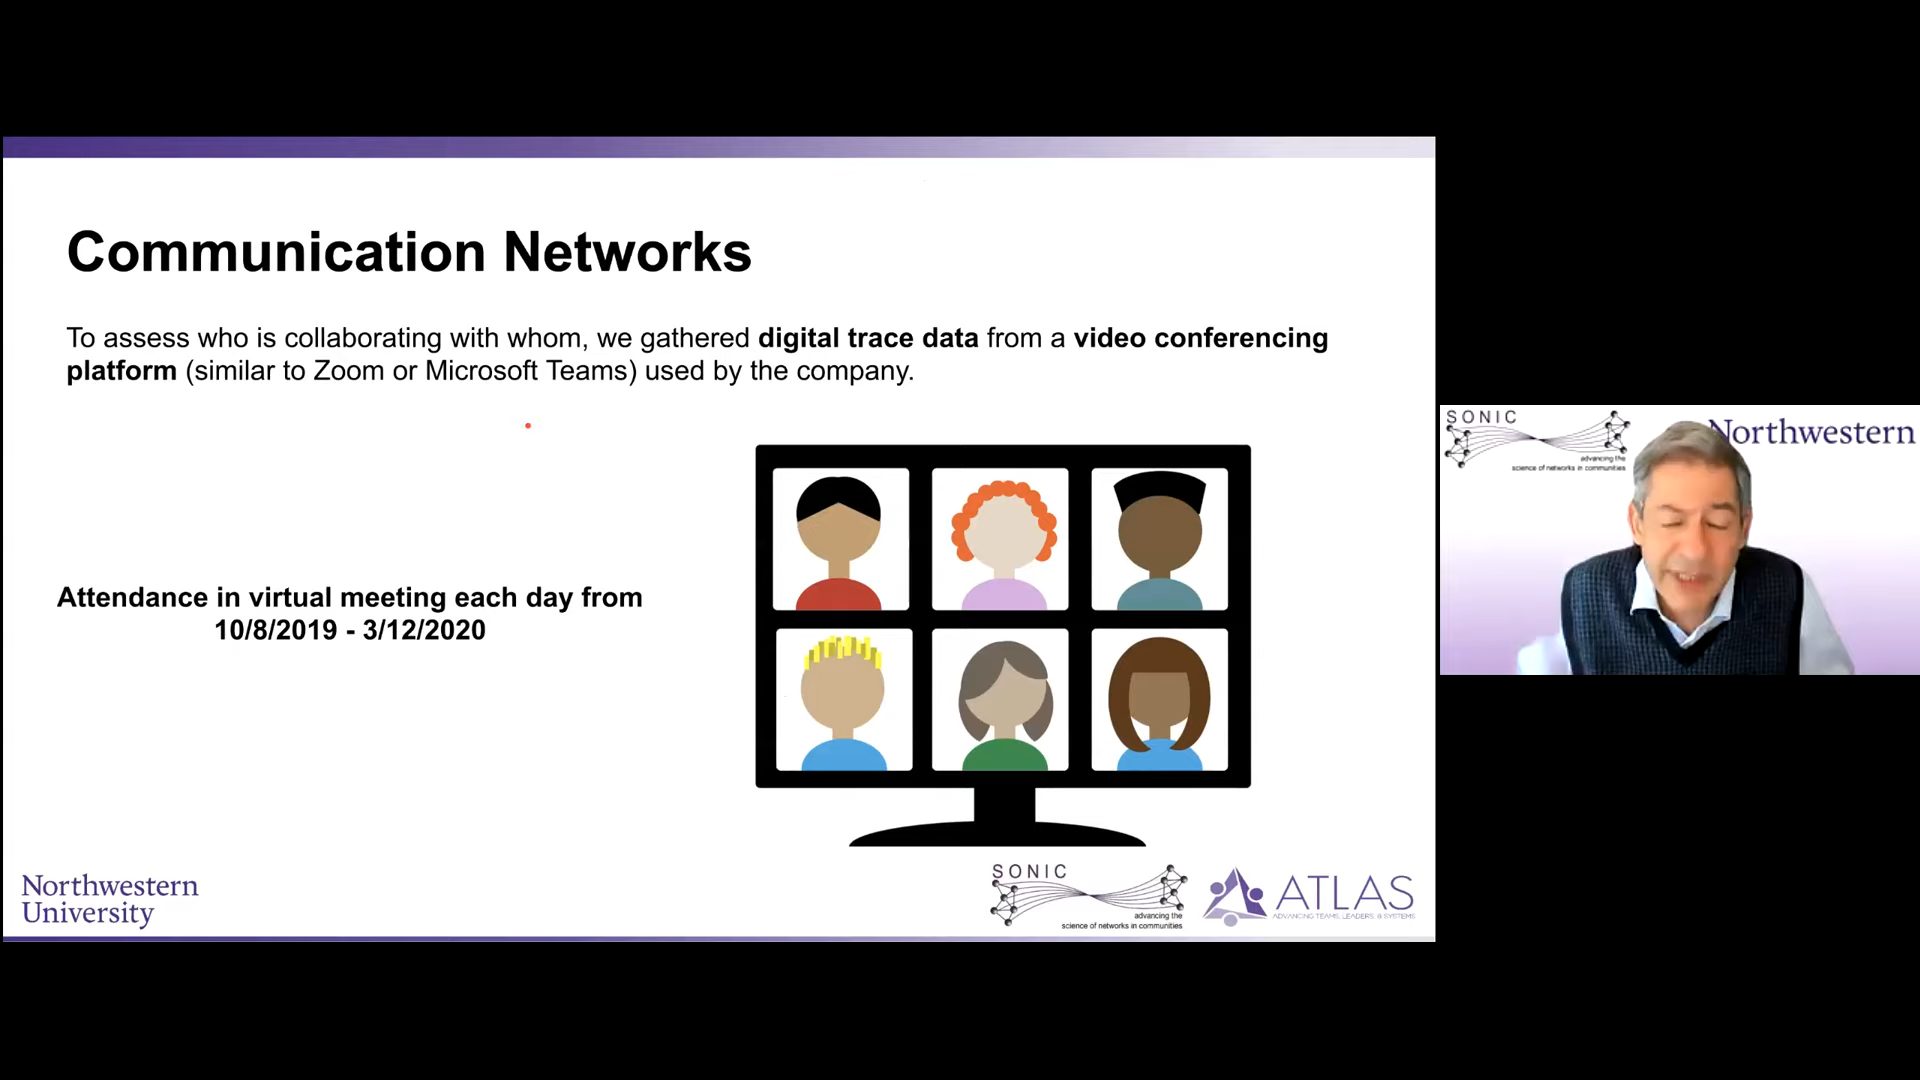 Communication Networks
To assess who is collaborating with whom, we gathered digital trace data from a video conferencing
platform (similar to Zoom or Microsoft Teams) used by the company.
Attendance in virtual meeting each day from
10/8/2019 - 3/12/2020
Northwestern
University
SONIC
advancing the
science of networks in communities
ATLAS
ADVANCING TEAMS, LEADERS, & SYSTEMS
SONIC
advancing the
science of networks in communities
Northwestern